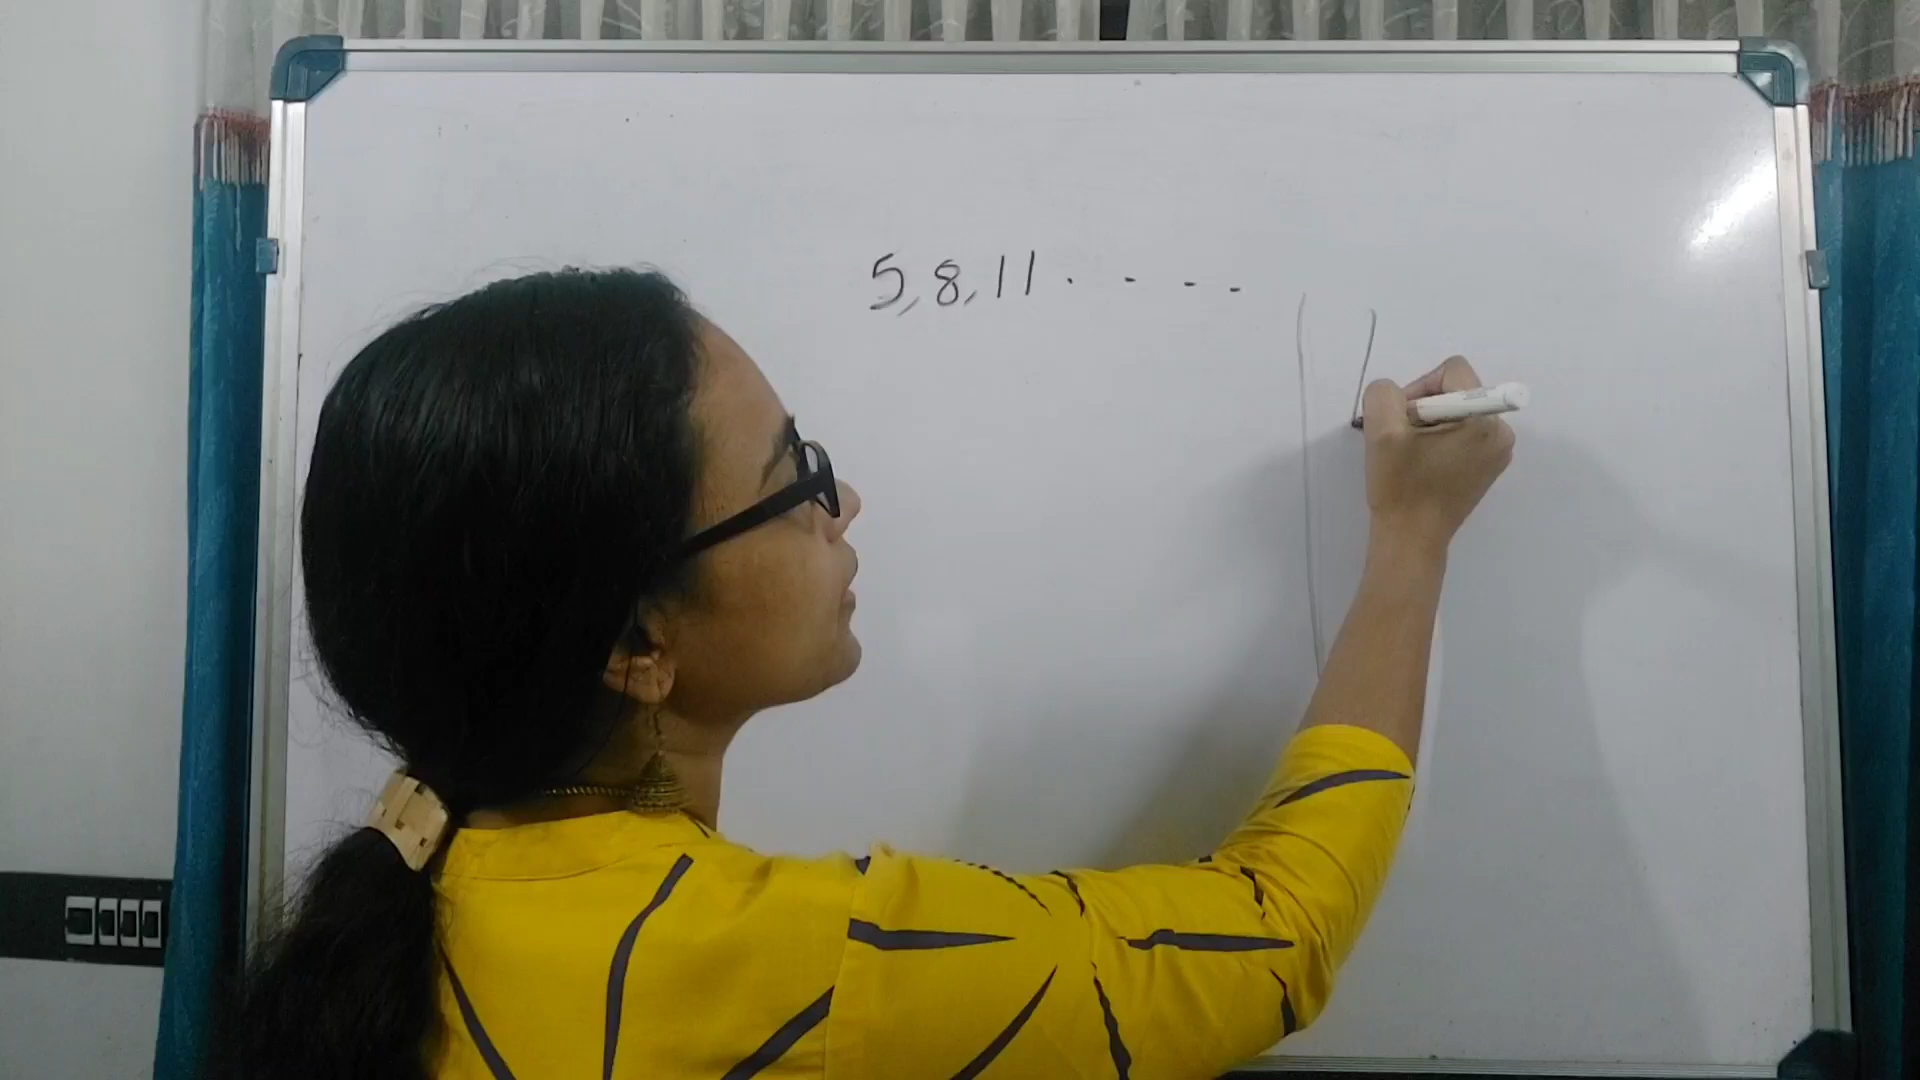 5, 8, 11 . - - -